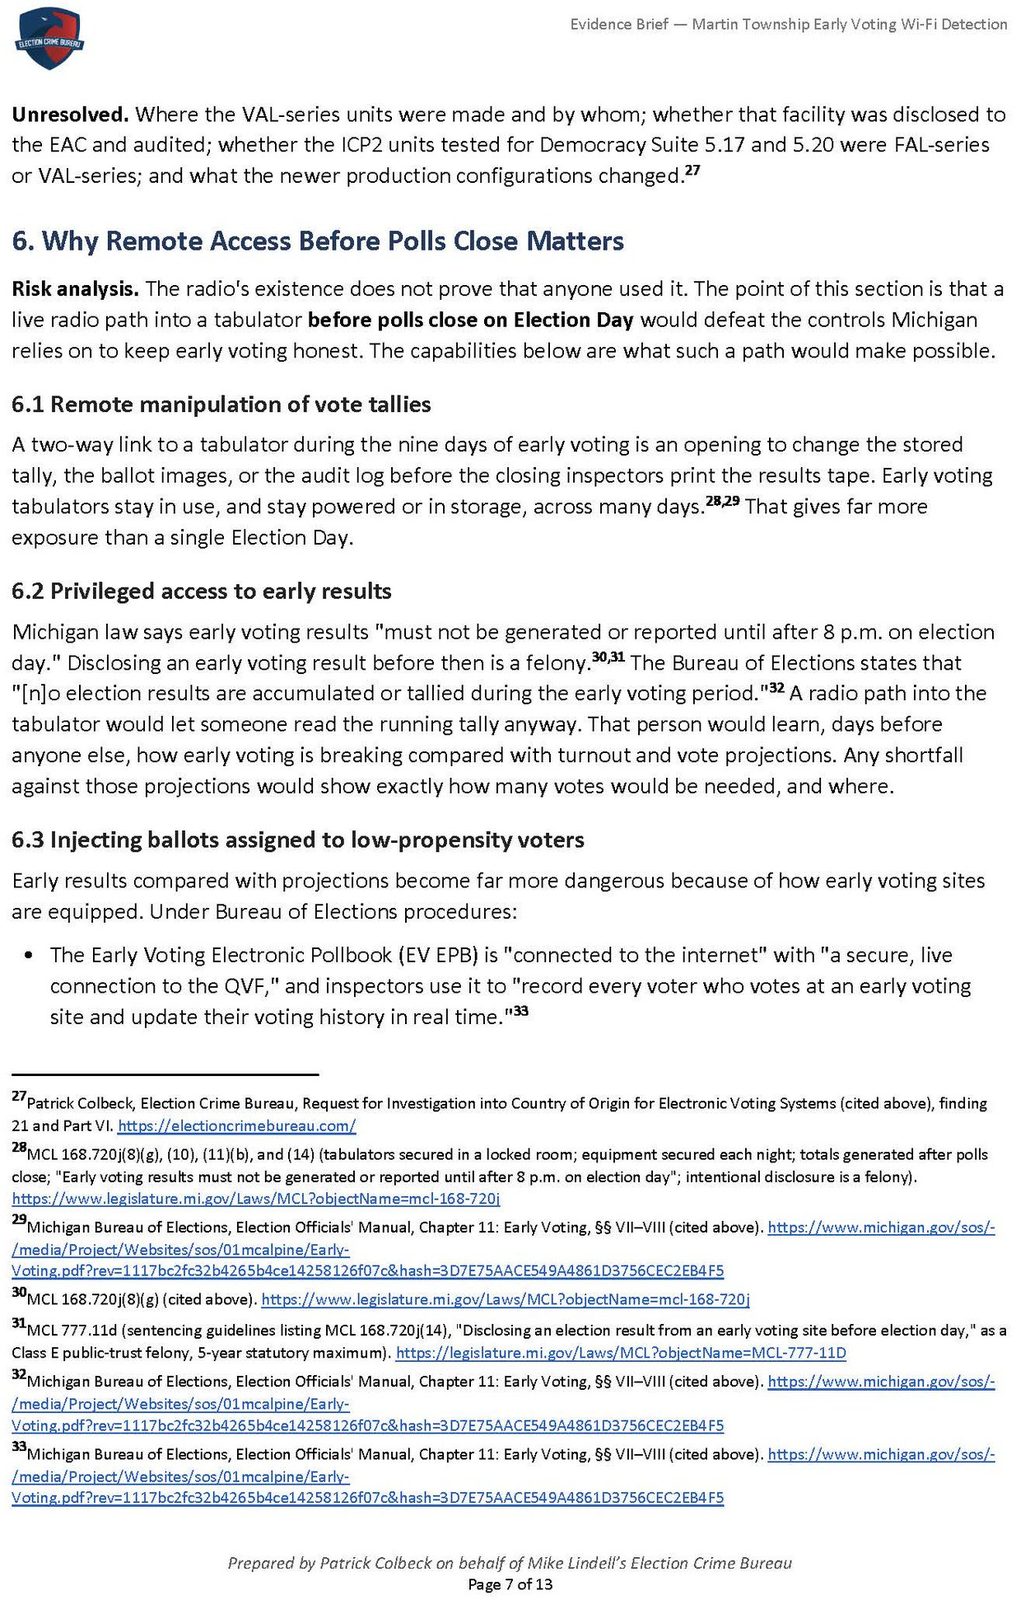 ELECTION CRIME BUREAU
Evidence Brief — Martin Township Early Voting Wi-Fi Detection
Unresolved. Where the VAL-series units were made and by whom; whether that facility was disclosed to
the EAC and audited; whether the ICP2 units tested for Democracy Suite 5.17 and 5.20 were FAL-series
or VAL-series; and what the newer production configurations changed.27
6. Why Remote Access Before Polls Close Matters
Risk analysis. The radio's existence does not prove that anyone used it. The point of this section is that a
live radio path into a tabulator before polls close on Election Day would defeat the controls Michigan
relies on to keep early voting honest. The capabilities below are what such a path would make possible.
6.1 Remote manipulation of vote tallies
A two-way link to a tabulator during the nine days of early voting is an opening to change the stored
tally, the ballot images, or the audit log before the closing inspectors print the results tape. Early voting
tabulators stay in use, and stay powered or in storage, across many days.28,29 That gives far more
exposure than a single Election Day.
6.2 Privileged access to early results
Michigan law says early voting results "must not be generated or reported until after 8 p.m. on election
day." Disclosing an early voting result before then is a felony.30,31 The Bureau of Elections states that
"[n]o election results are accumulated or tallied during the early voting period."32 A radio path into the
tabulator would let someone read the running tally anyway. That person would learn, days before
anyone else, how early voting is breaking compared with turnout and vote projections. Any shortfall
against those projections would show exactly how many votes would be needed, and where.
6.3 Injecting ballots assigned to low-propensity voters
Early results compared with projections become far more dangerous because of how early voting sites
are equipped. Under Bureau of Elections procedures:
• The Early Voting Electronic Pollbook (EV EPB) is "connected to the internet" with "a secure, live
connection to the QVF," and inspectors use it to "record every voter who votes at an early voting
site and update their voting history in real time."33
27Patrick Colbeck, Election Crime Bureau, Request for Investigation into Country of Origin for Electronic Voting Systems (cited above), finding
21 and Part VI. https://electioncrimebureau.com/
28MCL 168.720j(8)(g), (10), (11)(b), and (14) (tabulators secured in a locked room; equipment secured each night; totals generated after polls
close; "Early voting results must not be generated or reported until after 8 p.m. on election day"; intentional disclosure is a felony).
https://www.legislature.mi.gov/Laws/MCL?objectName=mcl-168-720j
29Michigan Bureau of Elections, Election Officials' Manual, Chapter 11: Early Voting, §§ VII–VIII (cited above). https://www.michigan.gov/sos/-
/media/Project/Websites/sos/01mcalpine/Early-
Voting.pdf?rev=1117bc2fc32b4265b4ce14258126f07c&hash=3D7E75AACE549A4861D3756CEC2EB4F5
30MCL 168.720j(8)(g) (cited above). https://www.legislature.mi.gov/Laws/MCL?objectName=mcl-168-720j
31MCL 777.11d (sentencing guidelines listing MCL 168.720j(14), "Disclosing an election result from an early voting site before election day," as a
Class E public-trust felony, 5-year statutory maximum). https://legislature.mi.gov/Laws/MCL?objectName=MCL-777-11D
32Michigan Bureau of Elections, Election Officials' Manual, Chapter 11: Early Voting, §§ VII–VIII (cited above). https://www.michigan.gov/sos/-
/media/Project/Websites/sos/01mcalpine/Early-
Voting.pdf?rev=1117bc2fc32b4265b4ce14258126f07c&hash=3D7E75AACE549A4861D3756CEC2EB4F5
33Michigan Bureau of Elections, Election Officials' Manual, Chapter 11: Early Voting, §§ VII–VIII (cited above). https://www.michigan.gov/sos/-
/media/Project/Websites/sos/01mcalpine/Early-
Voting.pdf?rev=1117bc2fc32b4265b4ce14258126f07c&hash=3D7E75AACE549A4861D3756CEC2EB4F5
Prepared by Patrick Colbeck on behalf of Mike Lindell’s Election Crime Bureau
Page 7 of 13